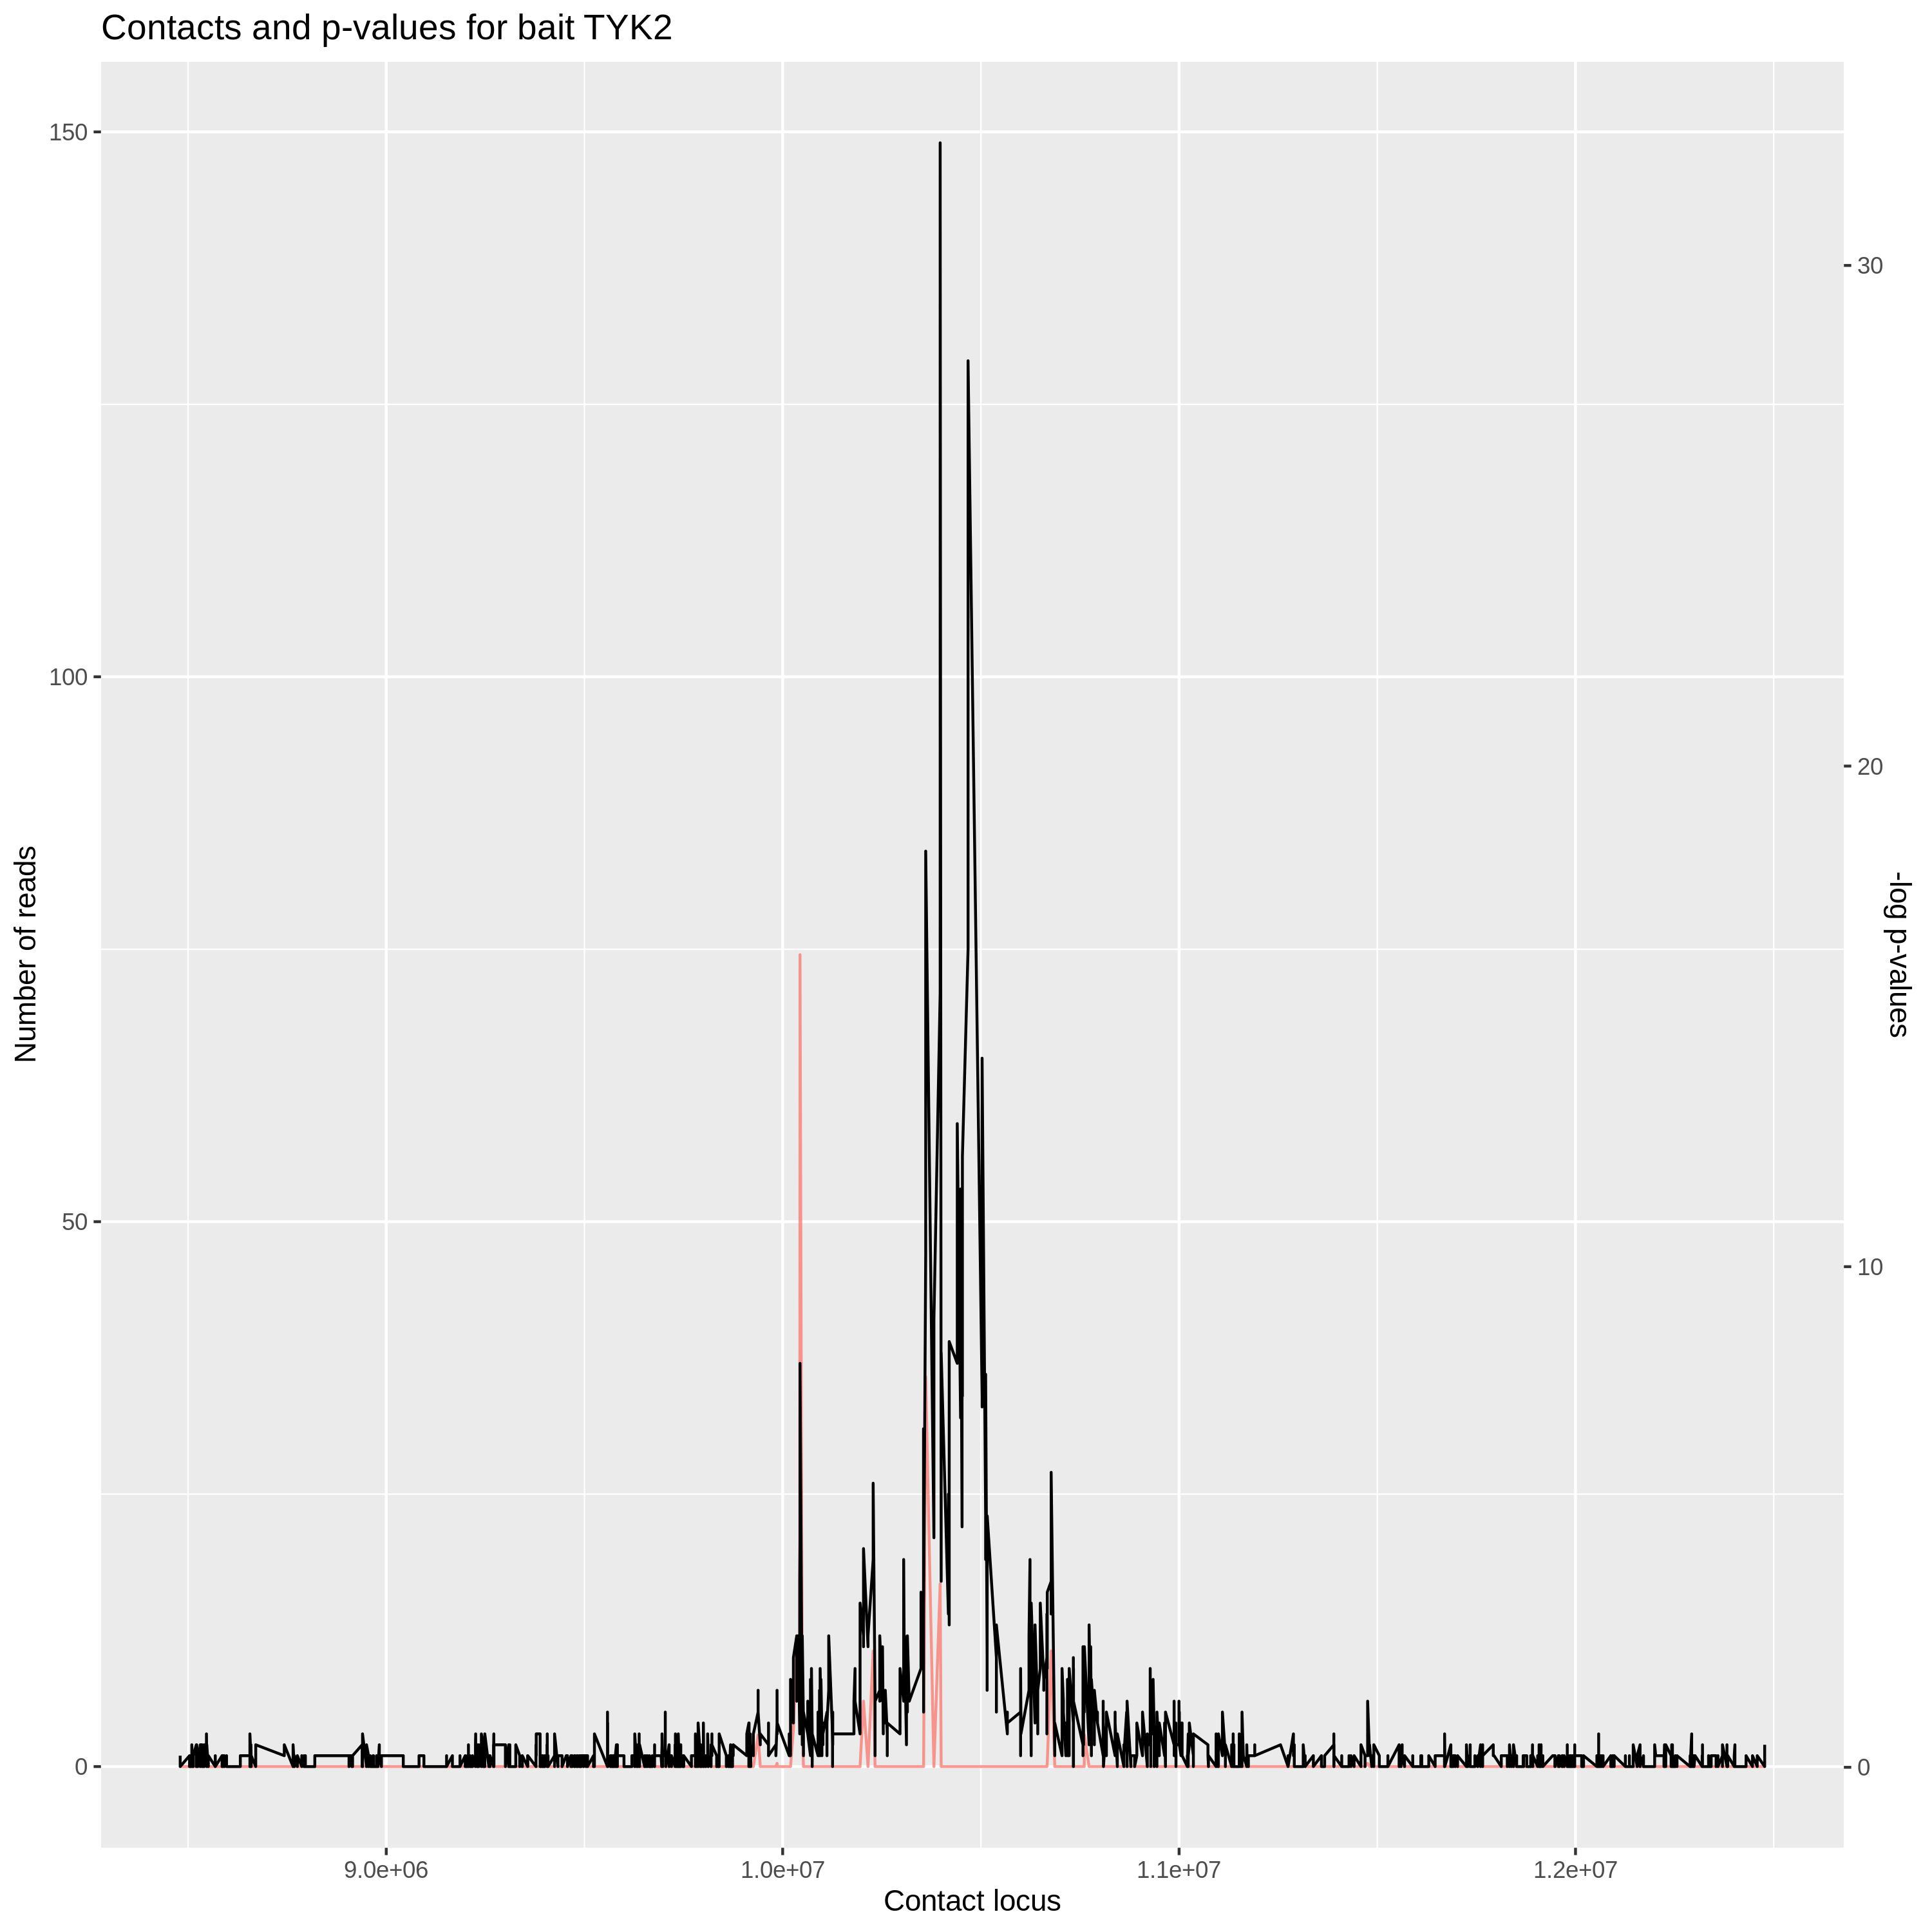 Contacts and p-values for bait TYK2
150
100
50
0
Number of reads
30
20
10
0
-log p-values
9.0e+06
1.0e+07
1.1e+07
1.2e+07
Contact locus